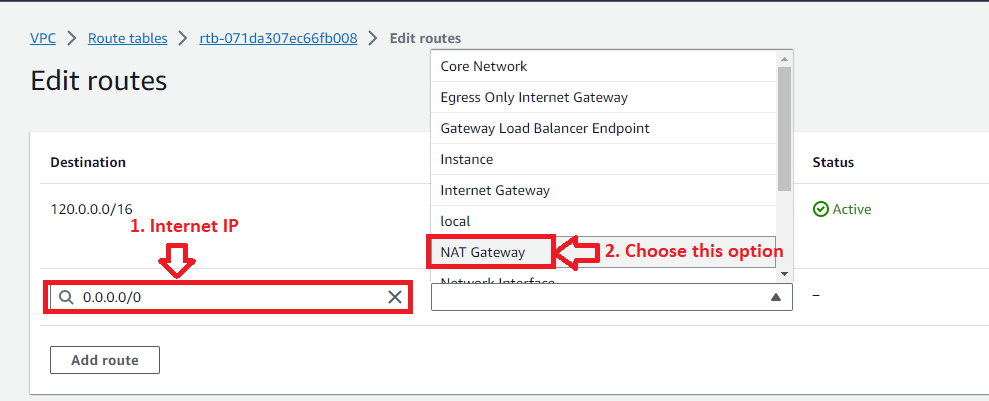 VPC > Route tables > rtb-071da307ec66fb008 > Edit routes
Edit routes
Core Network
Egress Only Internet Gateway
Gateway Load Balancer Endpoint
Instance
Internet Gateway
local
NAT Gateway
Network Interface
Destination
Status
120.0.0.0/16
Active
1. Internet IP
2. Choose this option
0.0.0.0/0
–
Add route